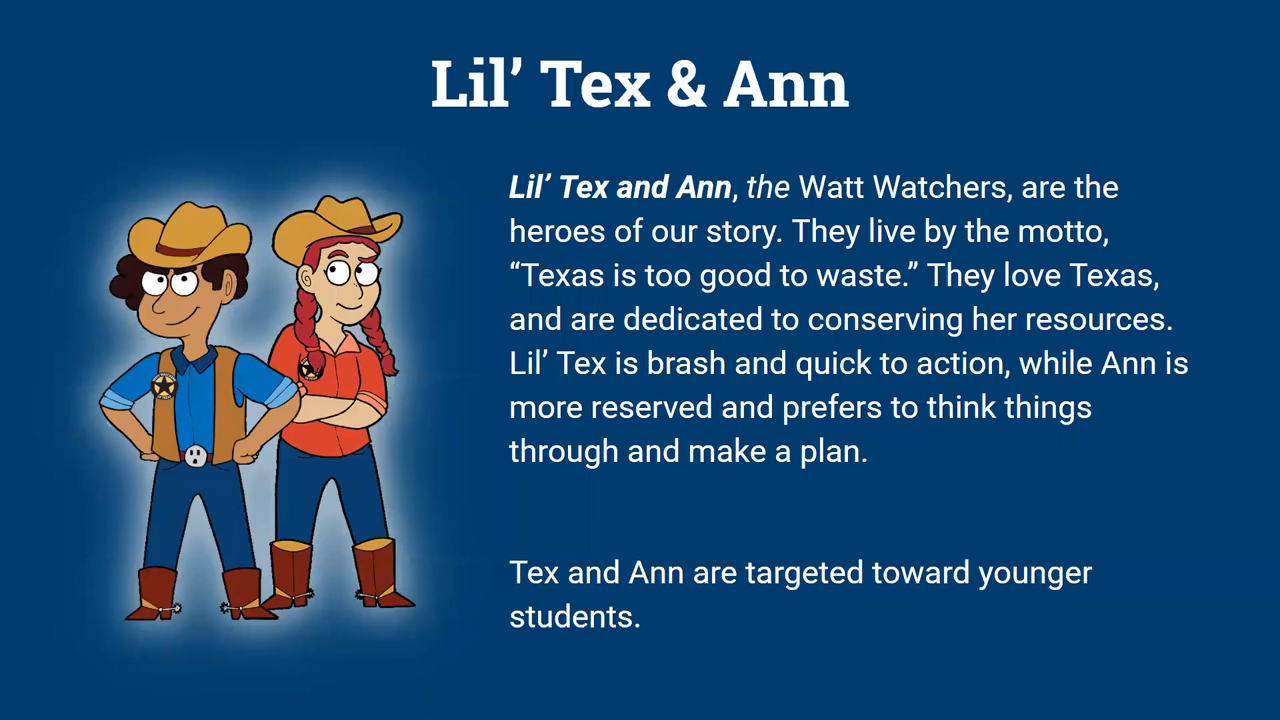 Lil’ Tex & Ann
Lil’ Tex and Ann, the Watt Watchers, are the
heroes of our story. They live by the motto,
“Texas is too good to waste.” They love Texas,
and are dedicated to conserving her resources.
Lil’ Tex is brash and quick to action, while Ann is
more reserved and prefers to think things
through and make a plan.
Tex and Ann are targeted toward younger
students.